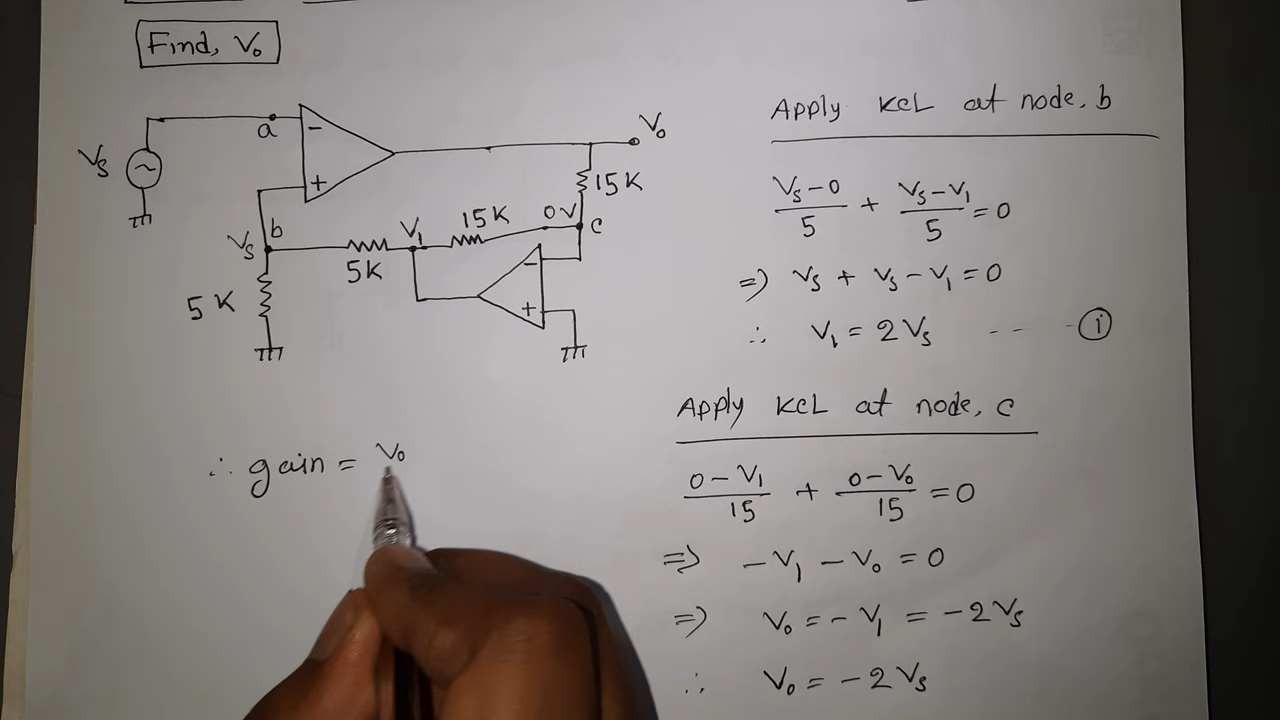 Find, V₀
a
−
+
Vs
b
Vs
5K
5K
V₁
15K
0V
c
15K
V₀
−
+
Apply KCL at node, b
Vs−0/5 + Vs−V₁/5 = 0
⇒ Vs + Vs − V₁ = 0
∴ V₁ = 2Vs -- - ①
Apply KCL at node, c
0−V₁/15 + 0−V₀/15 = 0
⇒ −V₁ − V₀ = 0
⇒ V₀ = −V₁ = −2Vs
∴ V₀ = −2Vs
∴ gain = V₀